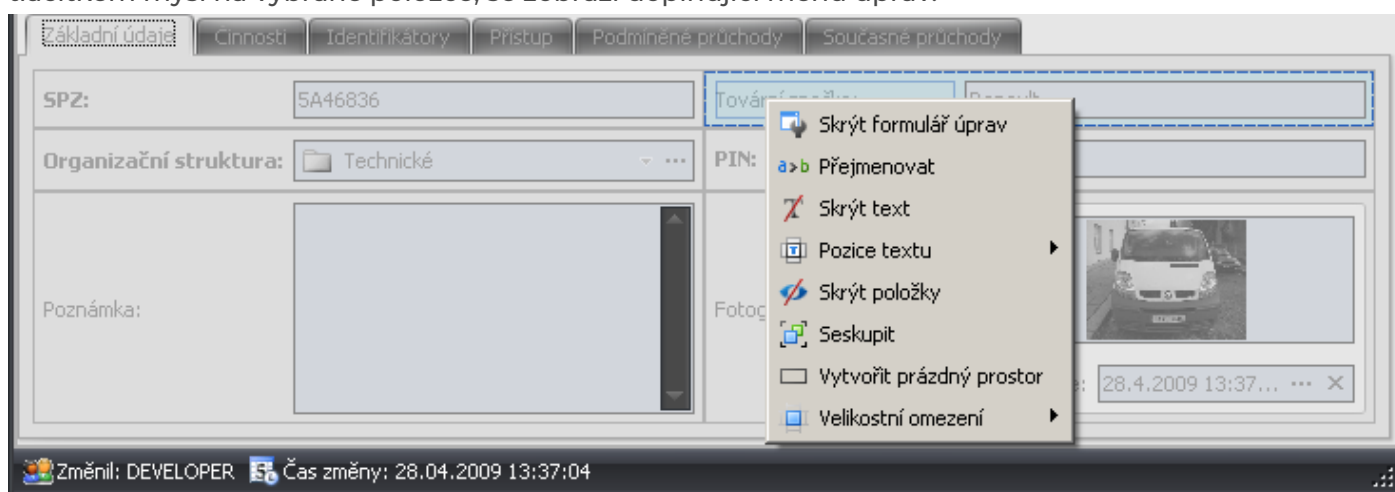 Základní údaje Činnosti Identifikátory Přístup Podmíněné průchody Současné průchody
SPZ: 5A46836
Organizační struktura: Technické PIN:
Skrýt formulář úprav
a>b Přejmenovat
Skrýt text
Pozice textu
Skrýt položky
Seskupit
Vytvořit prázdný prostor
Velikostní omezení
Poznámka: Fotog
28.4.2009 13:37...
Změnil: DEVELOPER Čas změny: 28.04.2009 13:37:04